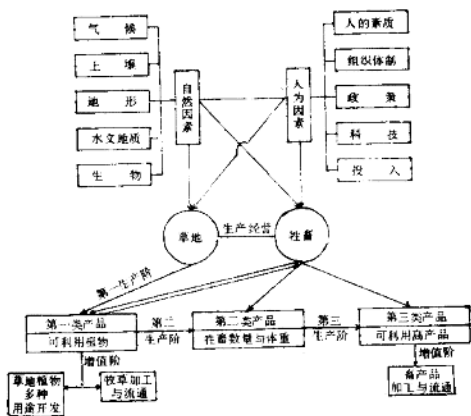 气候
土壤
地形
水文地质
生物
自然因素
人为因素
人的素质
组织体制
政策
科技
投入
草地
生产经营
牲畜
第一生产阶
第一类产品
可利用植物
第二
生产阶
第二类产品
牲畜数量与体重
第三
生产阶
第三类产品
可利用畜产品
增值阶
增值阶
草地植物
多种
用途开发
牧草加工
与流通
畜产品
加工与流通